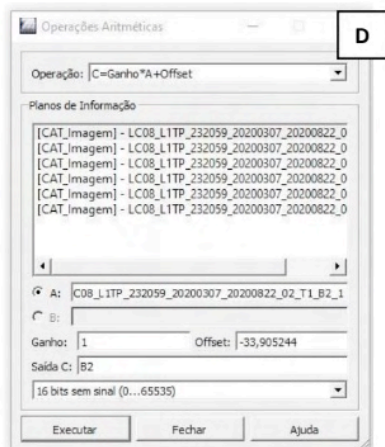 Operações Aritméticas
D
Operação: C=Ganho*A+Offset
Planos de Informação
[CAT_Imagem] - LC08_L1TP_232059_20200307_20200822_0
[CAT_Imagem] - LC08_L1TP_232059_20200307_20200822_0
[CAT_Imagem] - LC08_L1TP_232059_20200307_20200822_0
[CAT_Imagem] - LC08_L1TP_232059_20200307_20200822_0
[CAT_Imagem] - LC08_L1TP_232059_20200307_20200822_0
[CAT_Imagem] - LC08_L1TP_232059_20200307_20200822_0
A: C08_L1TP_232059_20200307_20200822_02_T1_B2_1
B:
Ganho: 1 Offset: -33,905244
Saída C: B2
16 bits sem sinal (0...65535)
Executar Fechar Ajuda